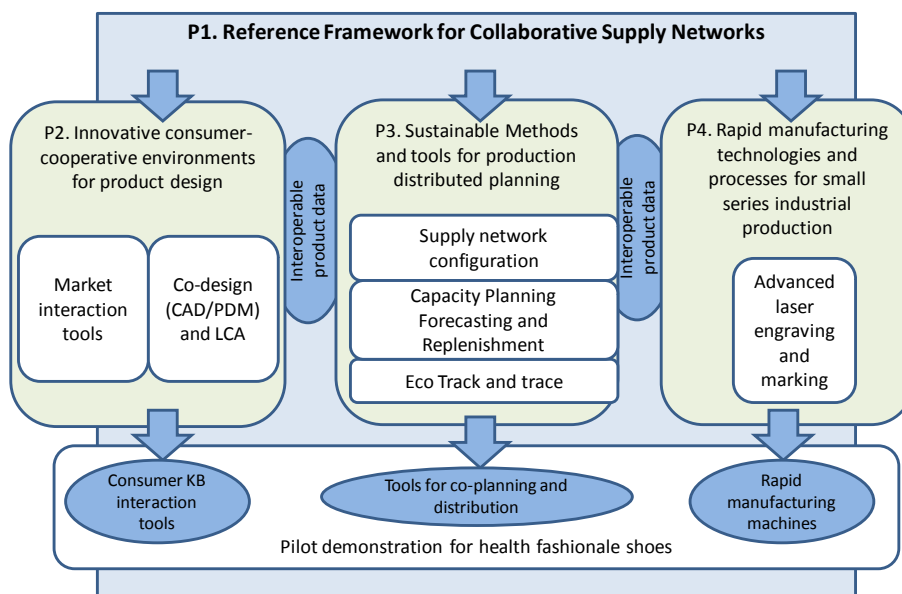 P1. Reference Framework for Collaborative Supply Networks
P2. Innovative consumer-
cooperative environments
for product design
Market
interaction
tools
Co-design
(CAD/PDM)
and LCA
Interoperable
product data
P3. Sustainable Methods
and tools for production
distributed planning
Supply network
configuration
Capacity Planning
Forecasting and
Replenishment
Eco Track and trace
Interoperable
product data
P4. Rapid manufacturing
technologies and
processes for small
series industrial
production
Advanced
laser
engraving
and
marking
Consumer KB
interaction
tools
Tools for co-planning and
distribution
Rapid
manufacturing
machines
Pilot demonstration for health fashionale shoes